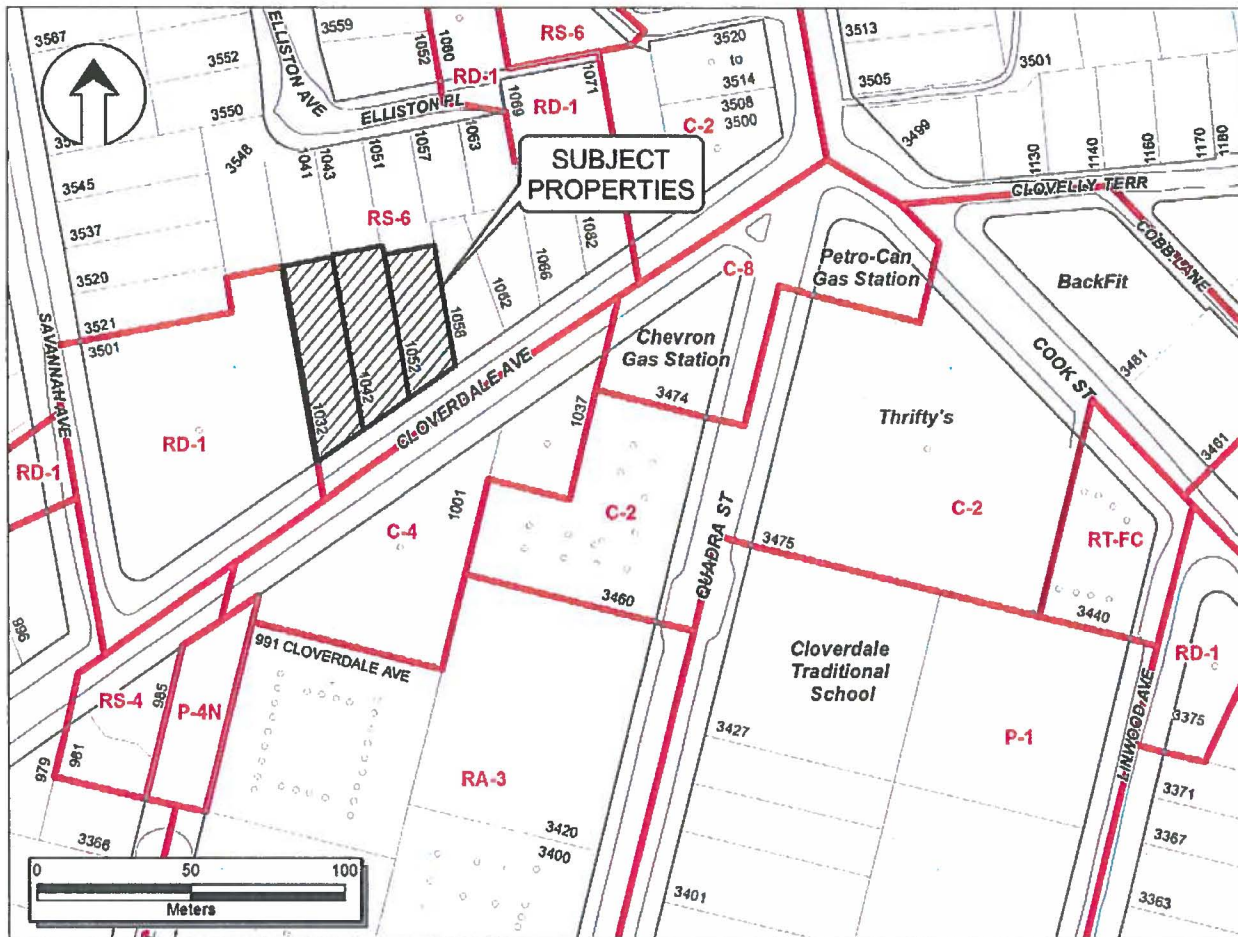 3567
3552
3550
3548
3545
3537
3520
3521
3501
ELLISTON AVE
3559
1052
1080
RS-6
RD-1
ELLISTON PL
1069
RD-1
1071
3520
to
3514
3508
3500
C-2
3513
3505
3501
3499
1130
1140
1160
1170
1180
CLOVELLY TERR
COBB LANE
1041
1043
1051
1057
1063
SUBJECT
PROPERTIES
RS-6
1082
1066
1062
1058
1052
1042
1032
SAVANNAH AVE
RD-1
RD-1
CLOVERDALE AVE
C-8
Petro-Can
Gas Station
BackFit
Chevron
Gas Station
3474
1037
COOK ST
3481
3461
Thrifty's
C-2
RT-FC
1001
C-4
C-2
QUADRA ST
3475
3460
3440
996
991 CLOVERDALE AVE
RS-4
985
P-4N
979
981
Cloverdale
Traditional
School
RD-1
3375
LINWOOD AVE
3427
P-1
RA-3
3371
3367
3363
3366
3420
3400
3401
0 50 100
Meters